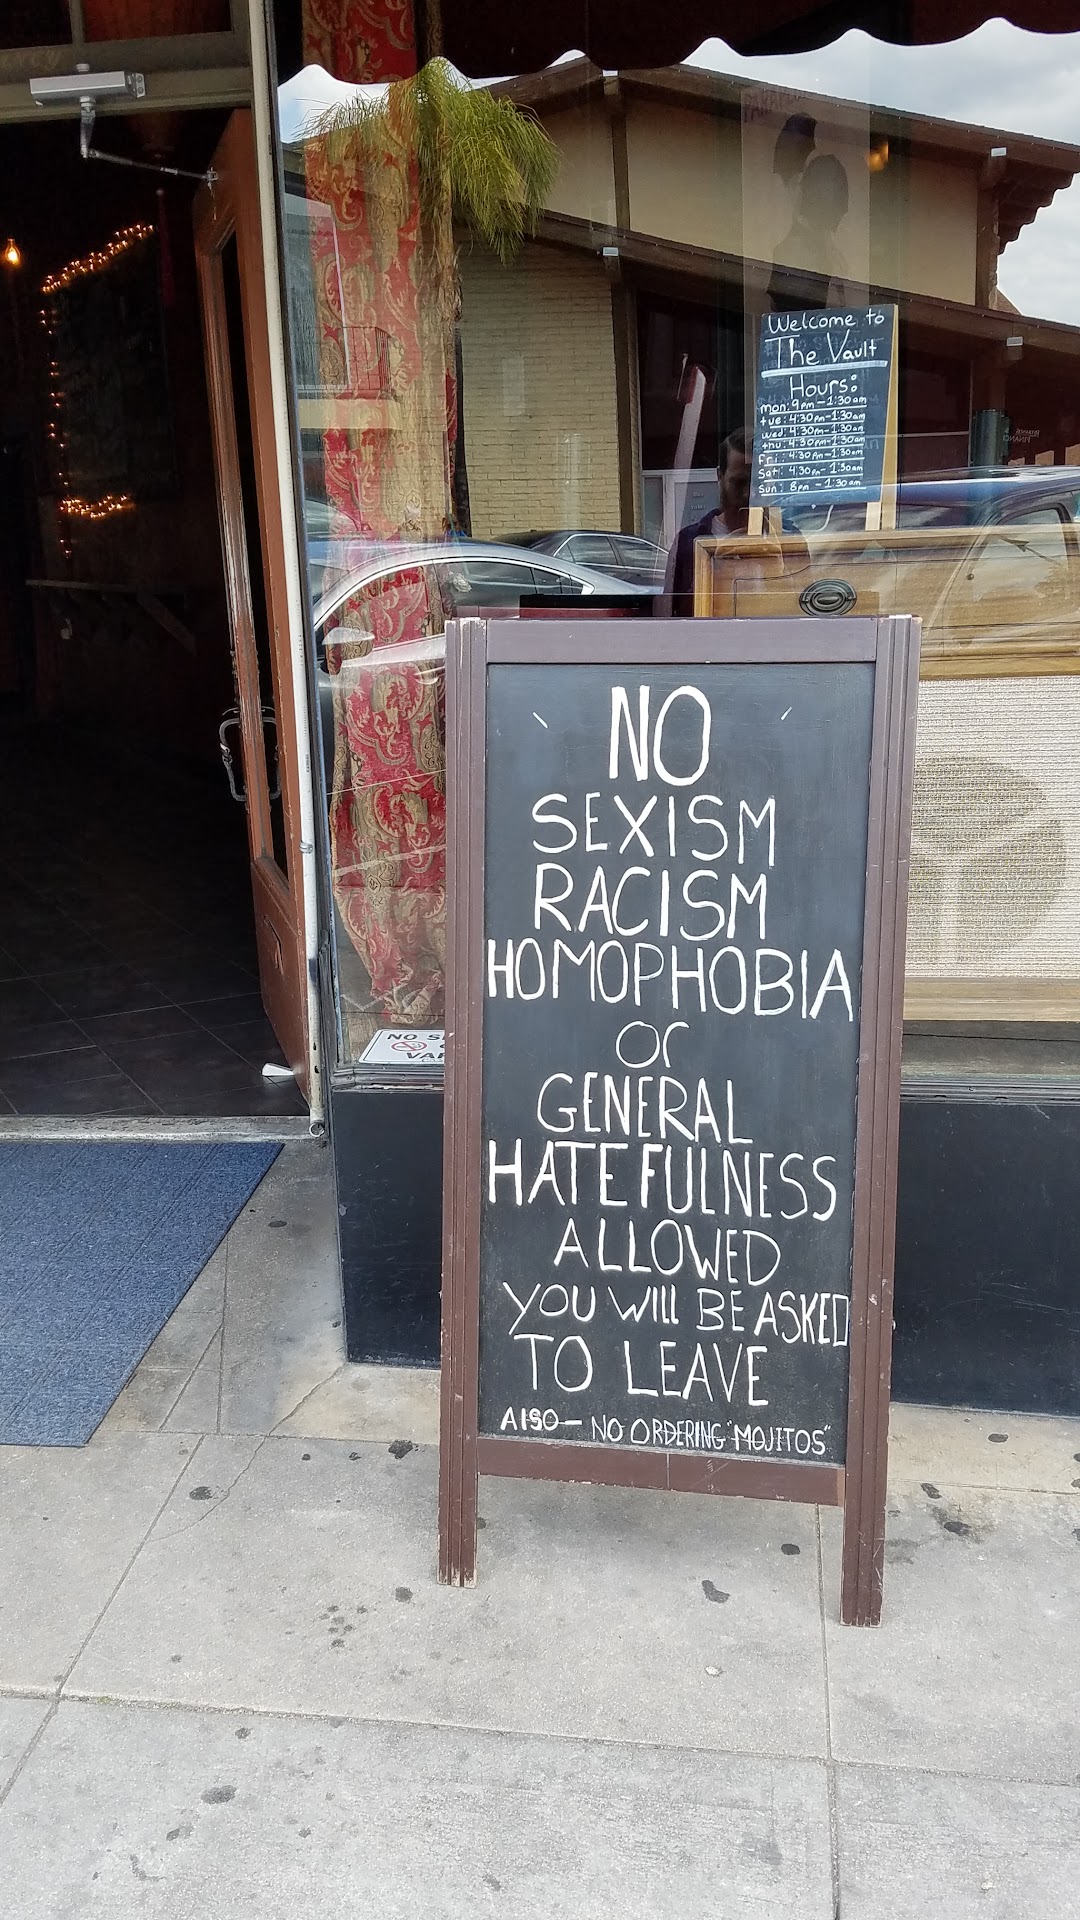 Welcome to
The Vault
Hours:
mon: 9pm-1:30am
tue: 4:30pm-1:30am
wed: 4:30pm-1:30am
thu: 4:30pm-1:30am
Fri: 4:30pm-1:30am
Sat: 4:30pm-1:30am
Sun: 8pm-1:30am
NO
SEXISM
RACISM
HOMOPHOBIA
or
GENERAL
HATEFULNESS
ALLOWED
YOU WILL BE ASKED
TO LEAVE
AlSO- NO ORDERING "MOJITOS"
NO